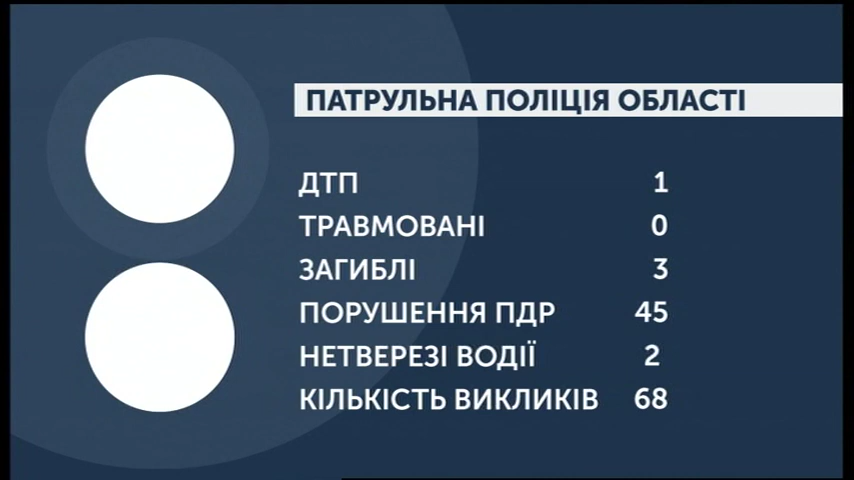 ПАТРУЛЬНА ПОЛІЦІЯ ОБЛАСТІ
ДТП 1
ТРАВМОВАНІ 0
ЗАГИБЛІ 3
ПОРУШЕННЯ ПДР 45
НЕТВЕРЕЗІ ВОДІЇ 2
КІЛЬКІСТЬ ВИКЛИКІВ 68